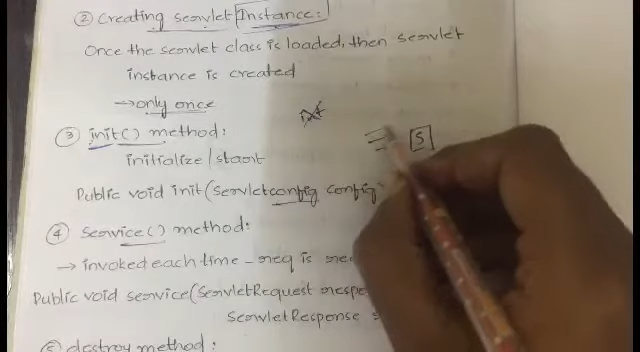 ② Creating servlet Instance:
Once the servlet class is loaded, then servlet
instance is created
→ only once
③ init() method:
S
initialize/start
Public void init(Servletconfig config
④ Service() method:
→ invoked each time - req is
Public void service(ServletRequest
ServletResponse
⑤ destroy method: